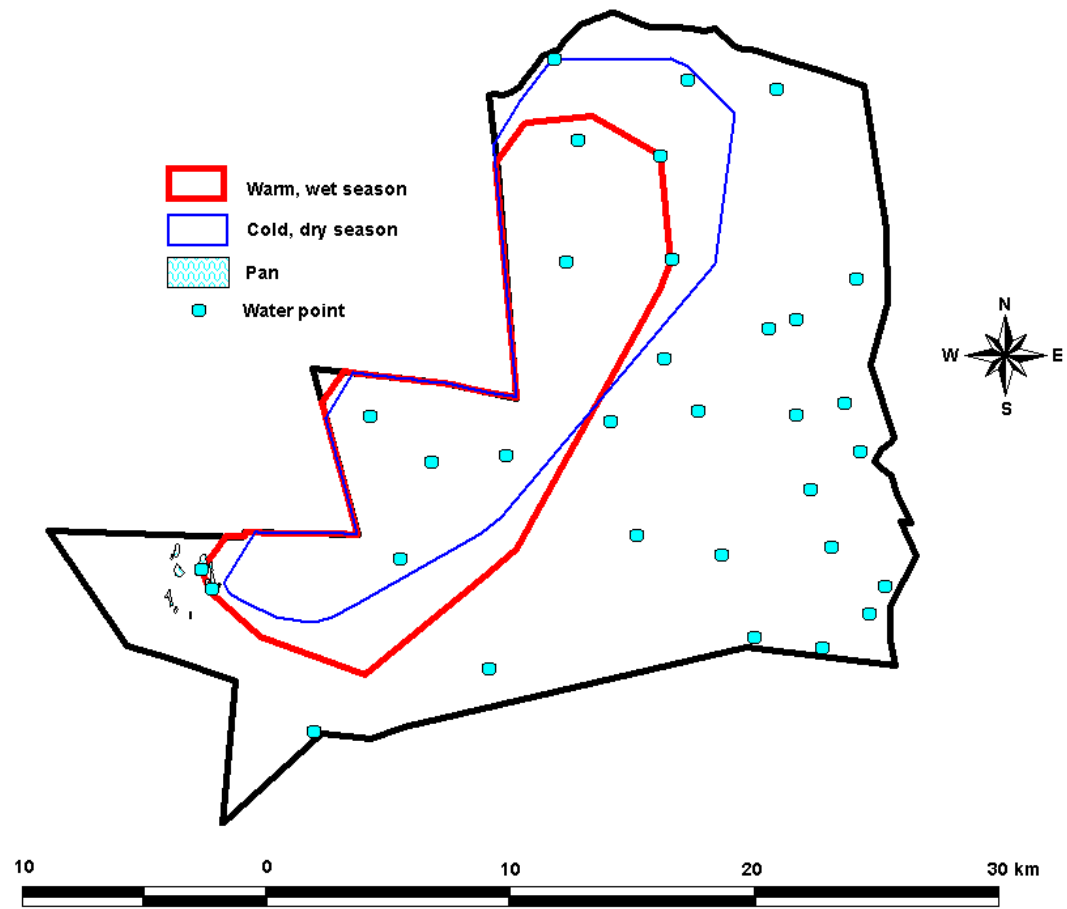 Warm, wet season
Cold, dry season
Pan
Water point
N
W E
S
10 0 10 20 30 km